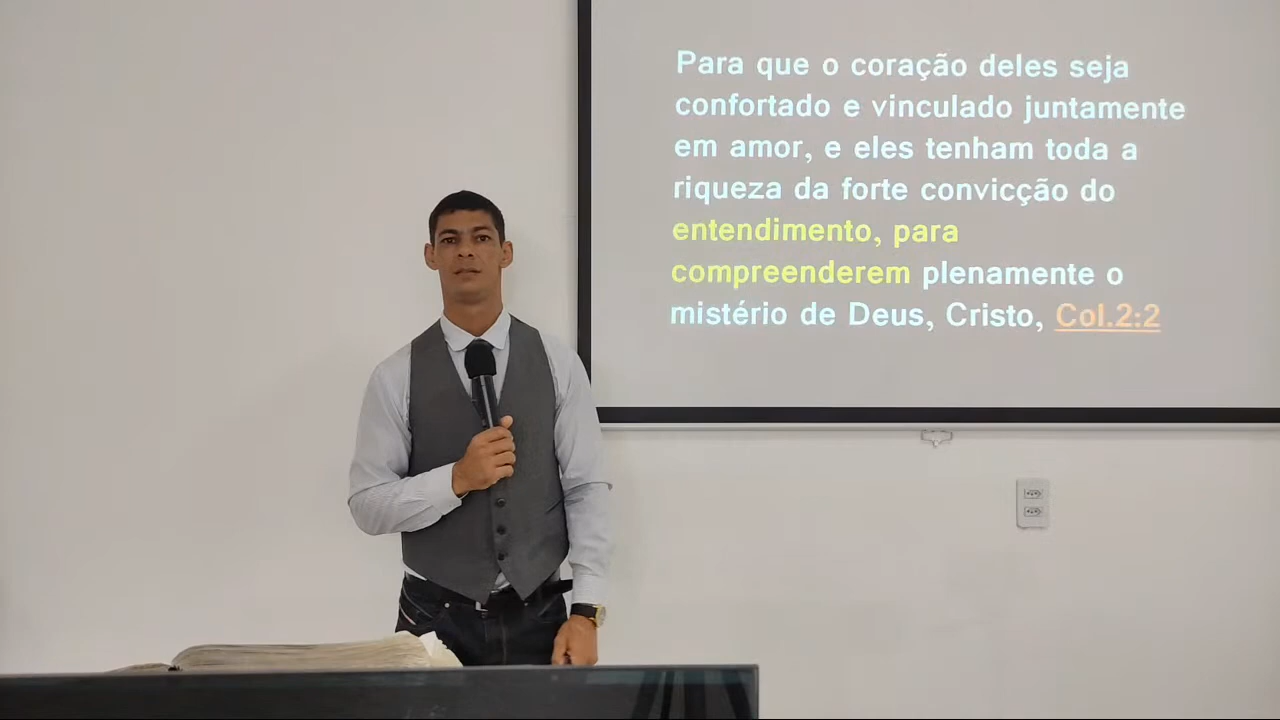 Para que o coração deles seja
confortado e vinculado juntamente
em amor, e eles tenham toda a
riqueza da forte convicção do
entendimento, para
compreenderem plenamente o
mistério de Deus, Cristo, Col.2:2